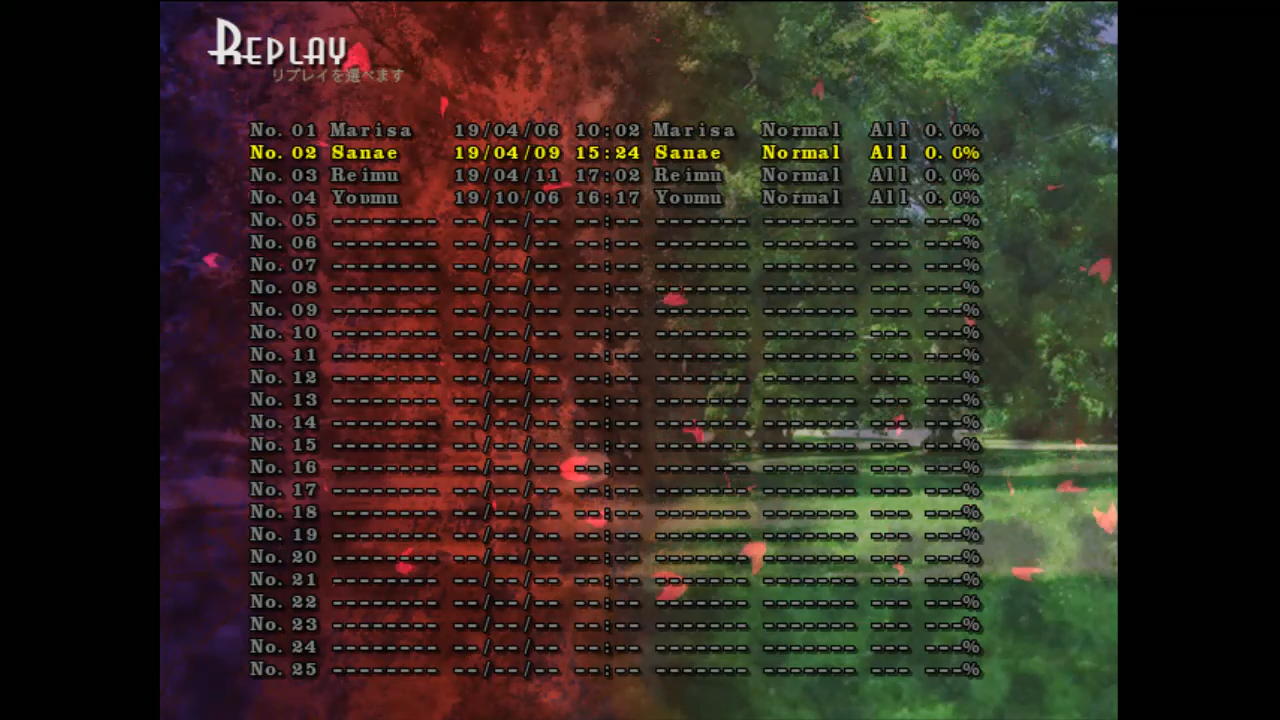 REPLAY
リプレイを選べます
No. 01 Marisa 19/04/06 10:02 Marisa Normal All 0.0%
No. 02 Sanae 19/04/09 15:24 Sanae Normal All 0.0%
No. 03 Reimu 19/04/11 17:02 Reimu Normal All 0.0%
No. 04 Youmu 19/10/06 16:17 Youmu Normal All 0.0%
No. 05 -------- --/--/-- --:-- ------- ------- --- ---%
No. 06 -------- --/--/-- --:-- ------- ------- --- ---%
No. 07 -------- --/--/-- --:-- ------- ------- --- ---%
No. 08 -------- --/--/-- --:-- ------- ------- --- ---%
No. 09 -------- --/--/-- --:-- ------- ------- --- ---%
No. 10 -------- --/--/-- --:-- ------- ------- --- ---%
No. 11 -------- --/--/-- --:-- ------- ------- --- ---%
No. 12 -------- --/--/-- --:-- ------- ------- --- ---%
No. 13 -------- --/--/-- --:-- ------- ------- --- ---%
No. 14 -------- --/--/-- --:-- ------- ------- --- ---%
No. 15 -------- --/--/-- --:-- ------- ------- --- ---%
No. 16 -------- --/--/-- --:-- ------- ------- --- ---%
No. 17 -------- --/--/-- --:-- ------- ------- --- ---%
No. 18 -------- --/--/-- --:-- ------- ------- --- ---%
No. 19 -------- --/--/-- --:-- ------- ------- --- ---%
No. 20 -------- --/--/-- --:-- ------- ------- --- ---%
No. 21 -------- --/--/-- --:-- ------- ------- --- ---%
No. 22 -------- --/--/-- --:-- ------- ------- --- ---%
No. 23 -------- --/--/-- --:-- ------- ------- --- ---%
No. 24 -------- --/--/-- --:-- ------- ------- --- ---%
No. 25 -------- --/--/-- --:-- ------- ------- --- ---%